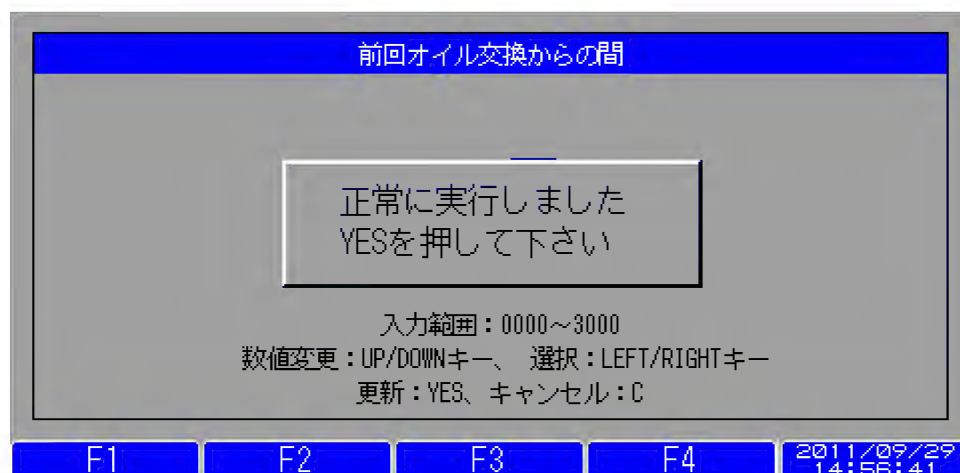 前回オイル交換からの間
正常に実行しました
YESを押して下さい
入力範囲：0000～3000
数値変更：UP/DOWNキー、 選択：LEFT/RIGHTキー
更新：YES、キャンセル：C
F1 F2 F3 F4 2011/09/29
14:56:41